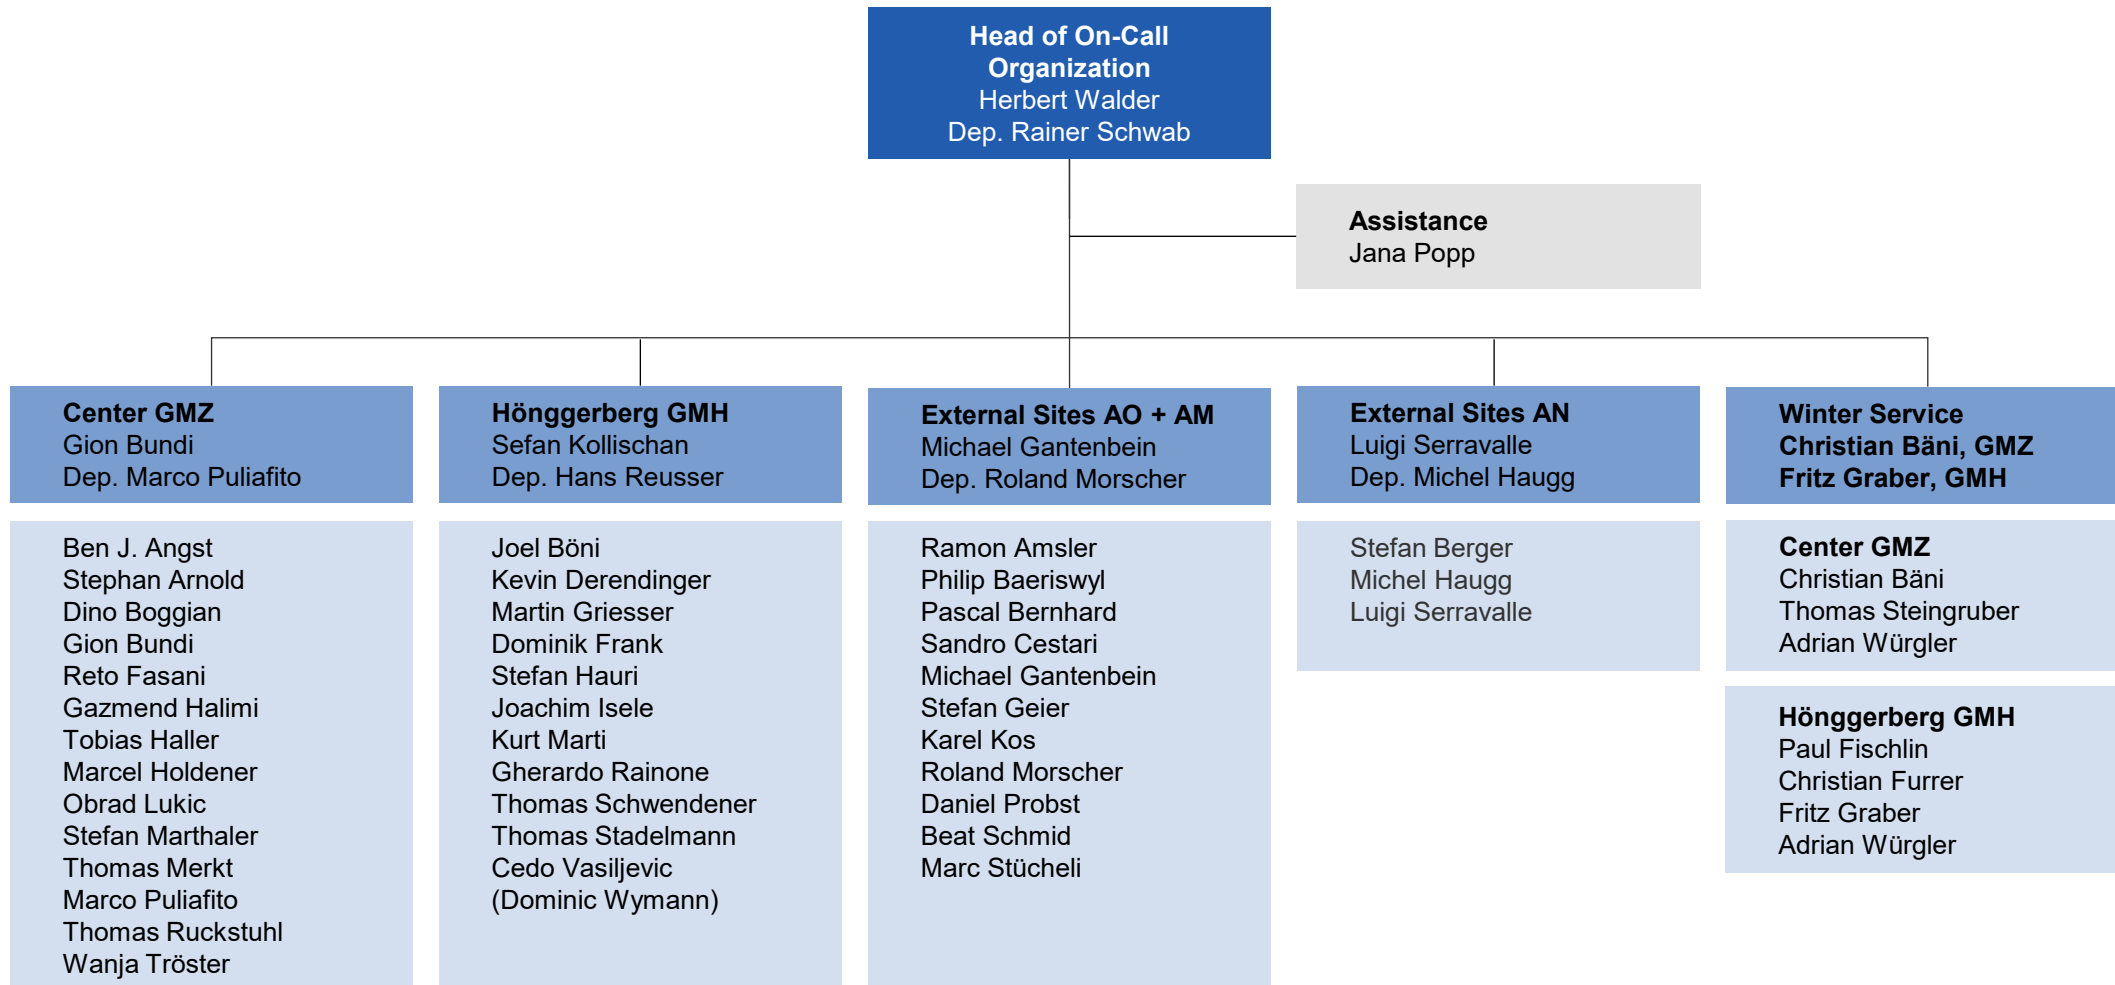 Head of On-Call
Organization
Herbert Walder
Dep. Rainer Schwab
Assistance
Jana Popp
Center GMZ
Gion Bundi
Dep. Marco Puliafito
Ben J. Angst
Stephan Arnold
Dino Boggian
Gion Bundi
Reto Fasani
Gazmend Halimi
Tobias Haller
Marcel Holdener
Obrad Lukic
Stefan Marthaler
Thomas Merkt
Marco Puliafito
Thomas Ruckstuhl
Wanja Tröster
Hönggerberg GMH
Sefan Kollischan
Dep. Hans Reusser
Joel Böni
Kevin Derendinger
Martin Griesser
Dominik Frank
Stefan Hauri
Joachim Isele
Kurt Marti
Gherardo Rainone
Thomas Schwendener
Thomas Stadelmann
Cedo Vasiljevic
(Dominic Wymann)
External Sites AO + AM
Michael Gantenbein
Dep. Roland Morscher
Ramon Amsler
Philip Baeriswyl
Pascal Bernhard
Sandro Cestari
Michael Gantenbein
Stefan Geier
Karel Kos
Roland Morscher
Daniel Probst
Beat Schmid
Marc Stücheli
External Sites AN
Luigi Serravalle
Dep. Michel Haugg
Stefan Berger
Michel Haugg
Luigi Serravalle
Winter Service
Christian Bäni, GMZ
Fritz Graber, GMH
Center GMZ
Christian Bäni
Thomas Steingruber
Adrian Würgler
Hönggerberg GMH
Paul Fischlin
Christian Furrer
Fritz Graber
Adrian Würgler